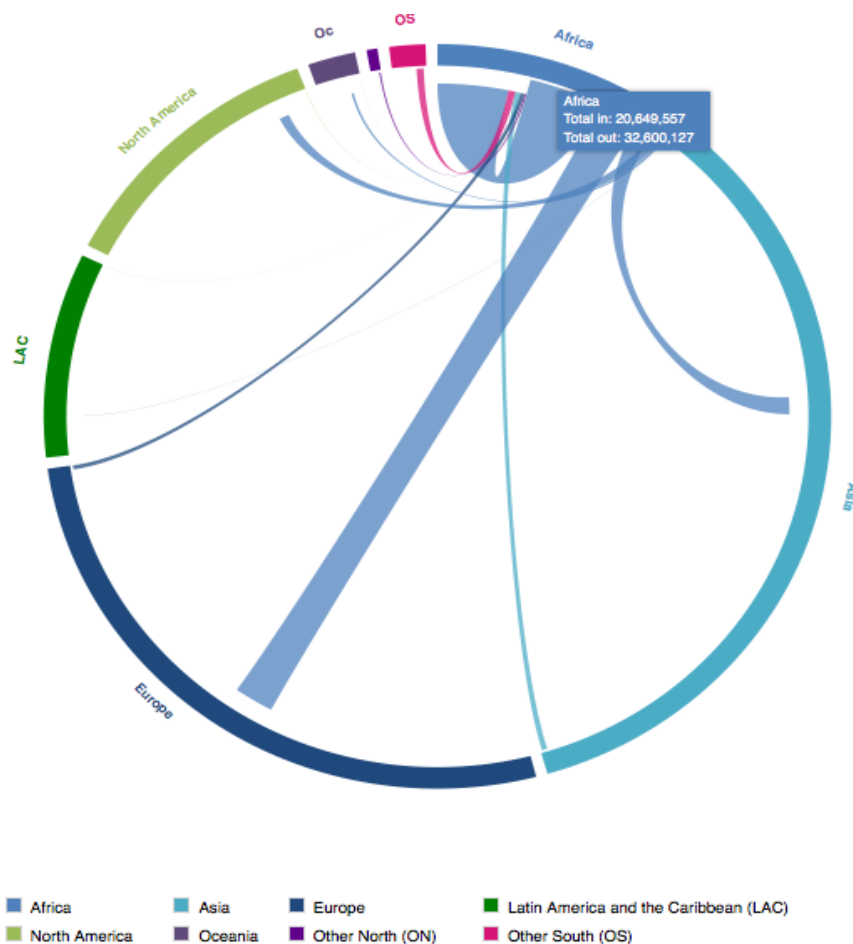 OS
Oc
Africa
North America
Africa
Total in: 20,649,557
Total out: 32,600,127
LAC
Asia
Europe
Africa
Asia
Europe
Latin America and the Caribbean (LAC)
North America
Oceania
Other North (ON)
Other South (OS)